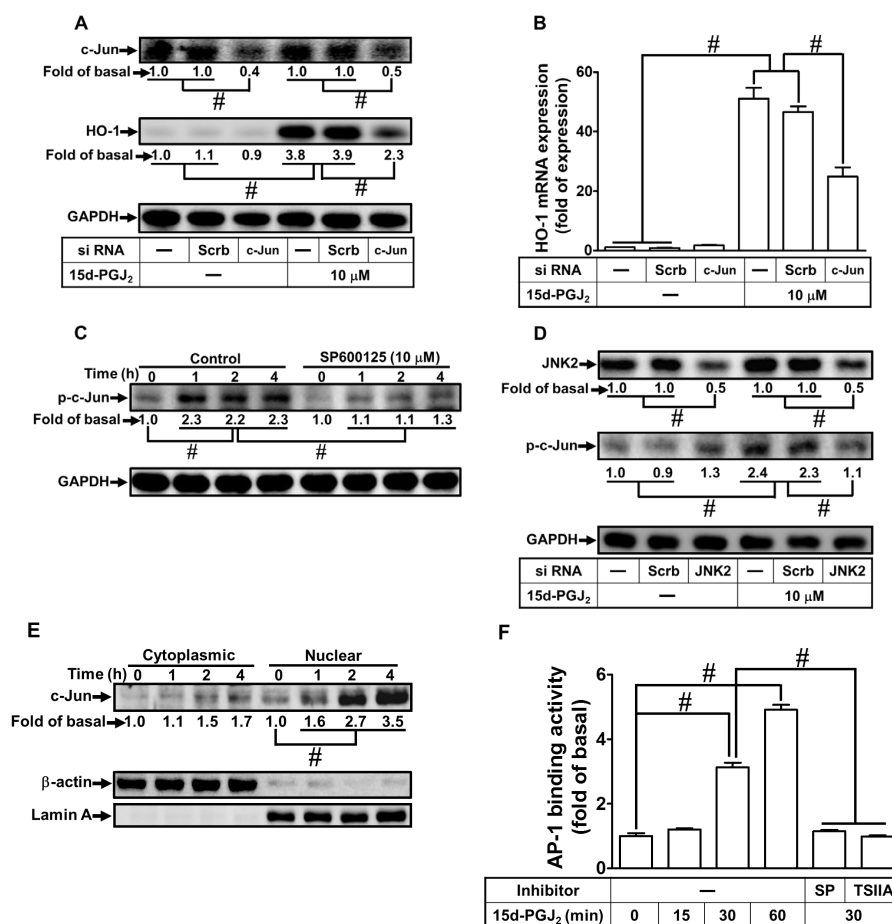 A
c-Jun
Fold of basal 1.0 1.0 0.4 1.0 1.0 0.5
# #
HO-1
Fold of basal 1.0 1.1 0.9 3.8 3.9 2.3
# #
GAPDH
si RNA — Scrb c-Jun — Scrb c-Jun
15d-PGJ₂ — 10 μM
B
HO-1 mRNA expression
(fold of expression)
60
40
20
0
# #
si RNA — Scrb c-Jun — Scrb c-Jun
15d-PGJ₂ — 10 μM
C
Control SP600125 (10 μM)
Time (h) 0 1 2 4 0 1 2 4
p-c-Jun
Fold of basal 1.0 2.3 2.2 2.3 1.0 1.1 1.1 1.3
# #
GAPDH
D
JNK2
Fold of basal 1.0 1.0 0.5 1.0 1.0 0.5
# #
p-c-Jun
1.0 0.9 1.3 2.4 2.3 1.1
# #
GAPDH
si RNA — Scrb JNK2 — Scrb JNK2
15d-PGJ₂ — 10 μM
E
Cytoplasmic Nuclear
Time (h) 0 1 2 4 0 1 2 4
c-Jun
Fold of basal 1.0 1.1 1.5 1.7 1.0 1.6 2.7 3.5
#
β-actin
Lamin A
F
AP-1 binding activity
(fold of basal)
6
4
2
0
# # #
Inhibitor — SP TSIIA
15d-PGJ₂ (min) 0 15 30 60 30